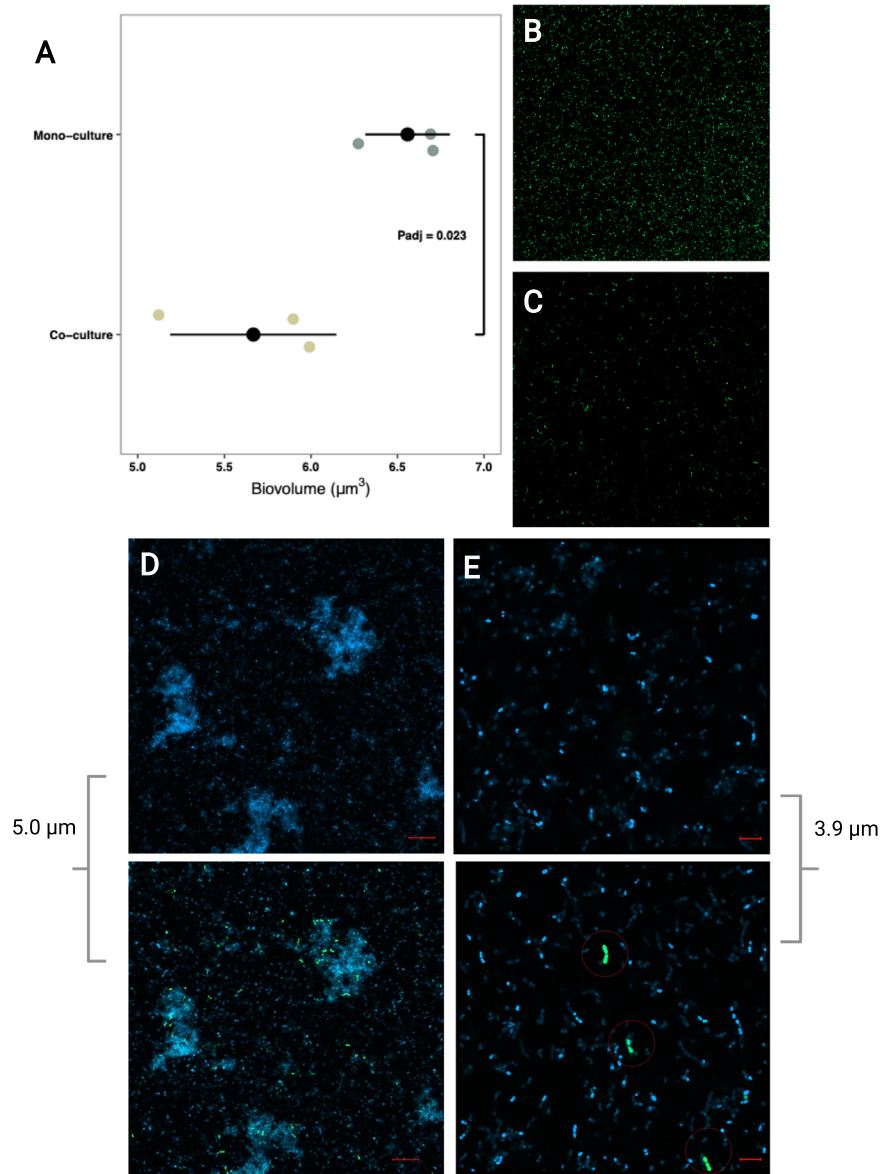 A
Mono-culture
Padj = 0.023
Co-culture
5.0 5.5 6.0 6.5 7.0
Biovolume (µm³)
B
C
D
E
5.0 µm
3.9 µm